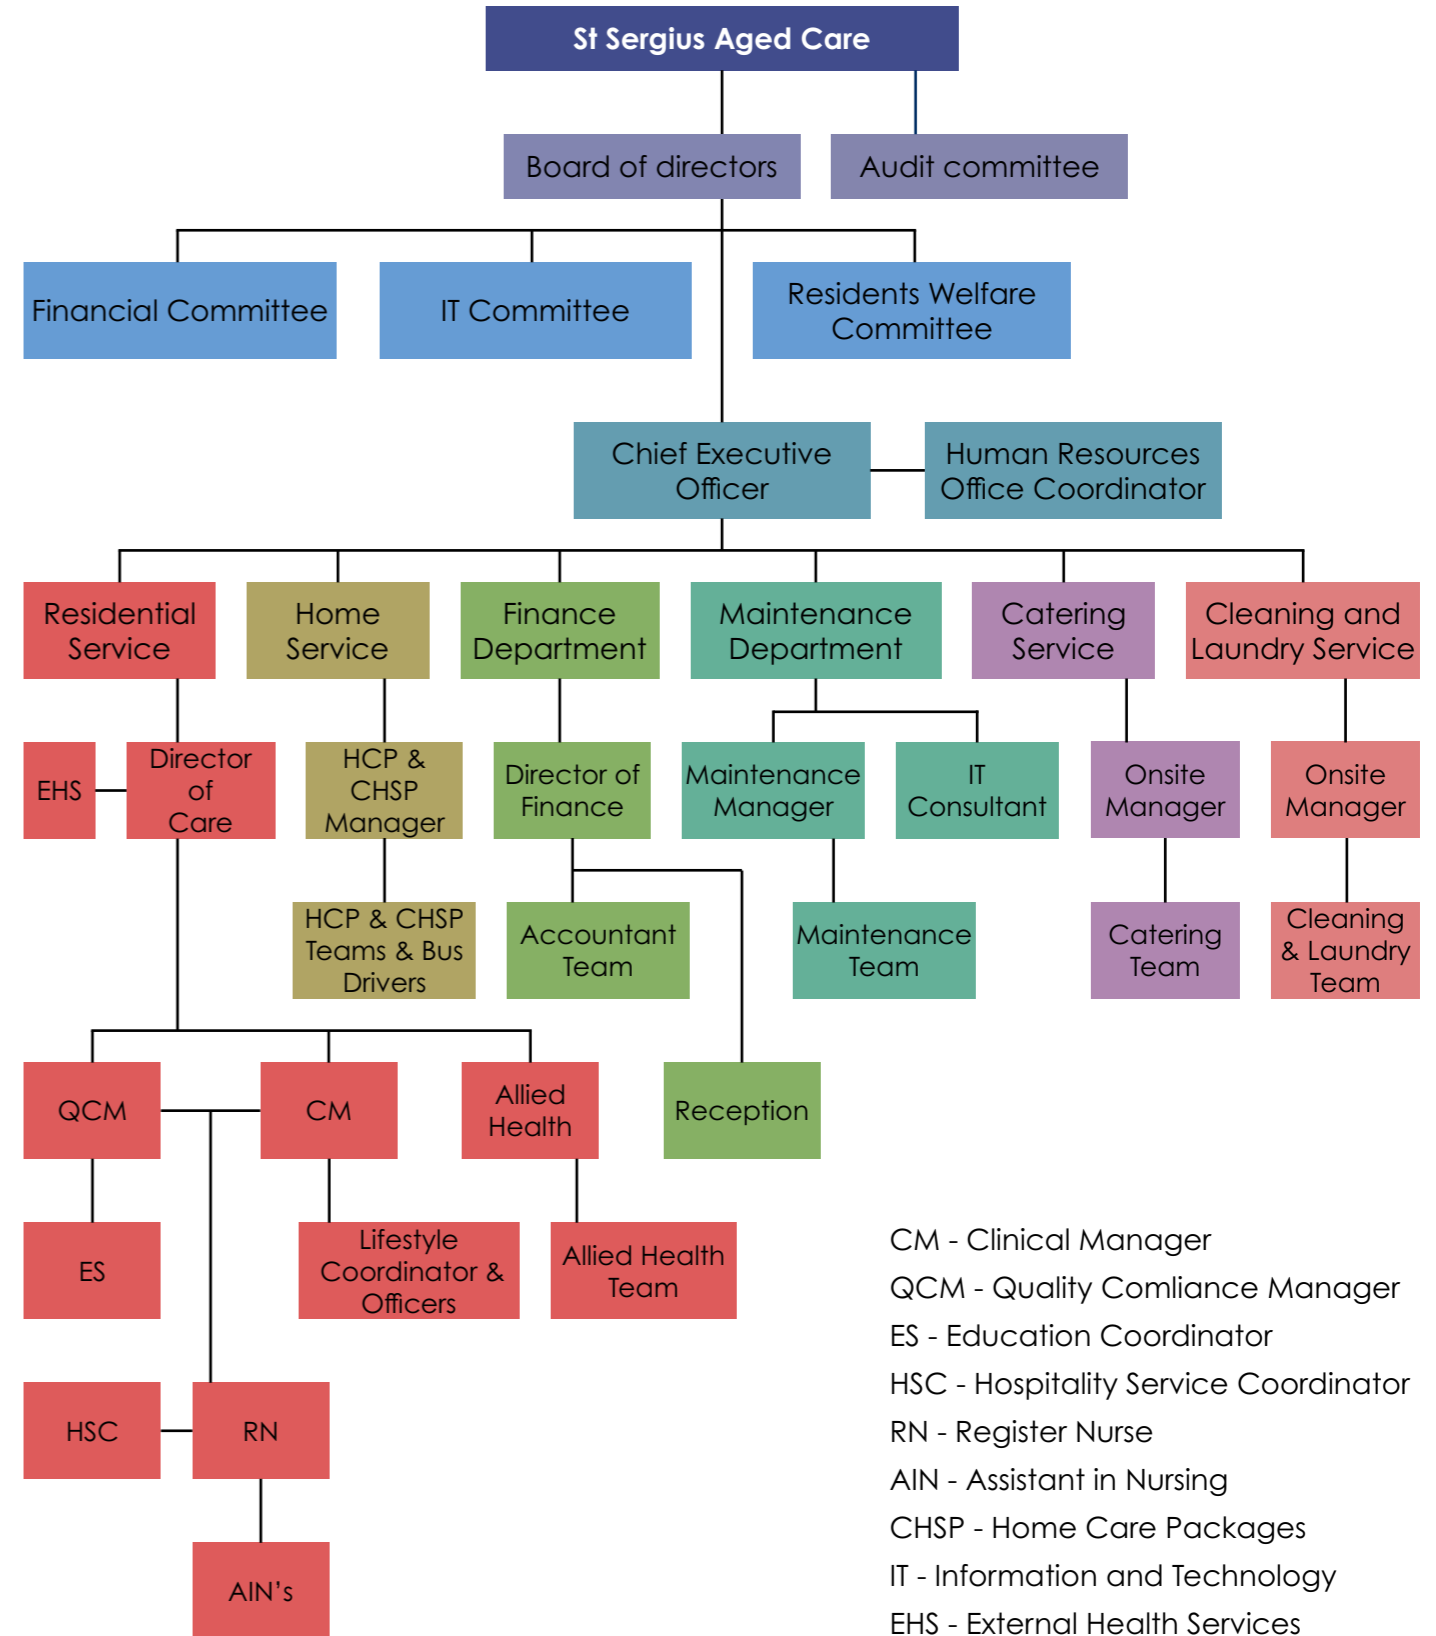 St Sergius Aged Care
Board of directors
Audit committee
Financial Committee
IT Committee
Residents Welfare
Committee
Chief Executive
Officer
Human Resources
Office Coordinator
Residential
Service
Home
Service
Finance
Department
Maintenance
Department
Catering
Service
Cleaning and
Laundry Service
EHS
Director
of
Care
HCP &
CHSP
Manager
Director of
Finance
Maintenance
Manager
IT
Consultant
Onsite
Manager
Onsite
Manager
HCP & CHSP
Teams & Bus
Drivers
Accountant
Team
Maintenance
Team
Catering
Team
Cleaning
& Laundry
Team
QCM
CM
Allied
Health
Reception
ES
Lifestyle
Coordinator &
Officers
Allied Health
Team
HSC
RN
AIN’s
CM - Clinical Manager
QCM - Quality Comliance Manager
ES - Education Coordinator
HSC - Hospitality Service Coordinator
RN - Register Nurse
AIN - Assistant in Nursing
CHSP - Home Care Packages
IT - Information and Technology
EHS - External Health Services